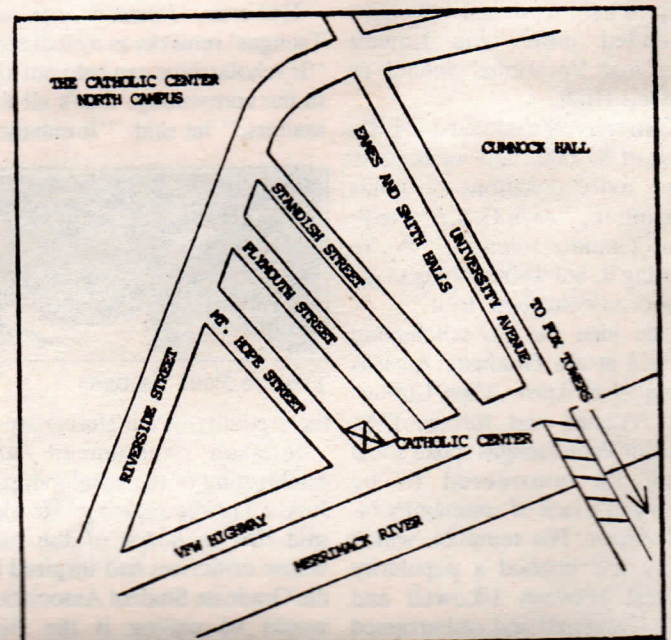 THE CATHOLIC CENTER
NORTH CAMPUS
CUMNOCK HALL
EAMES AND SMITH HALLS
UNIVERSITY AVENUE
STANDISH STREET
PLYMOUTH STREET
MT. HOPE STREET
RIVERSIDE STREET
TO FOX TOWERS
CATHOLIC CENTER
VFW HIGHWAY
MERRIMACK RIVER